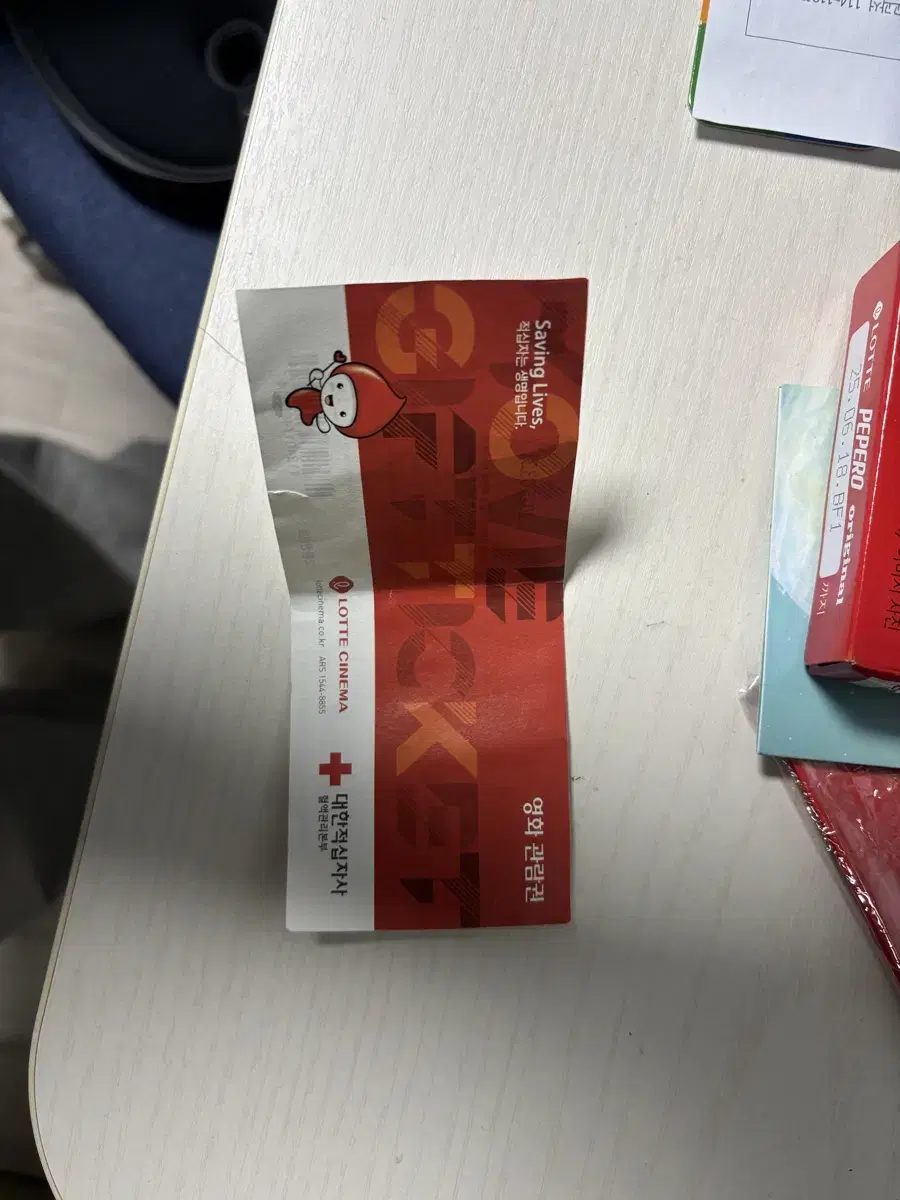 Saving Lives,
적십자는 생명입니다.
영화 관람권
MOVIE
GIFT TICKET
LOTTE CINEMA
lottecinema.co.kr ARS 1544-8855
대한적십자사
혈액관리본부
LOTTE PEPERO original
25.06.18.BF1
까지